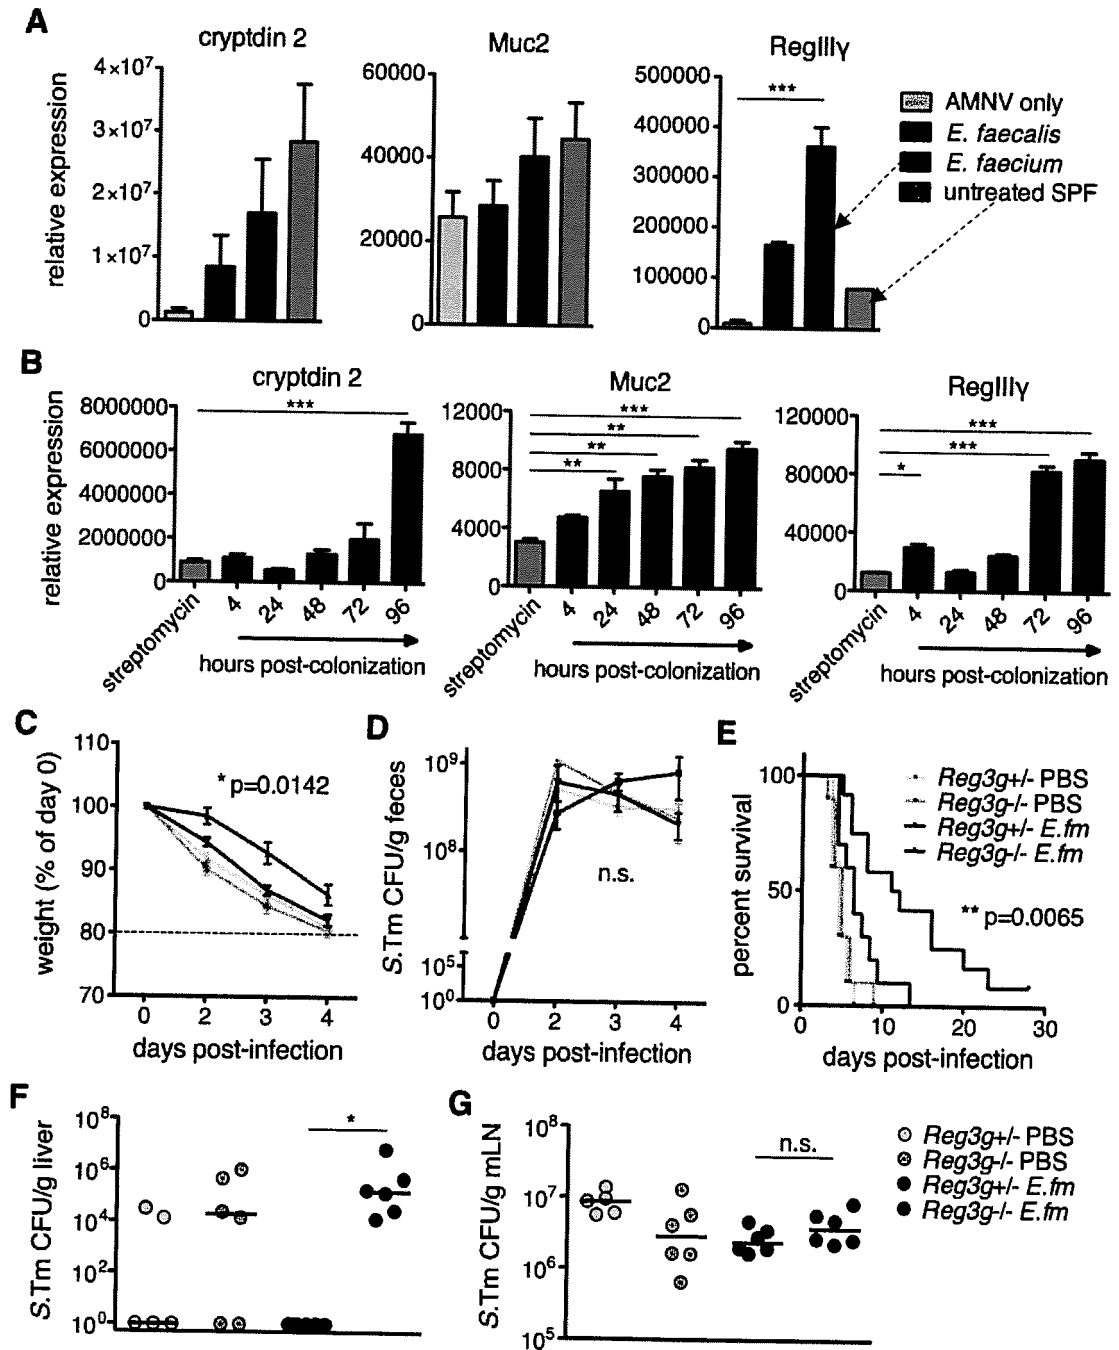 A
cryptdin 2
Muc2
RegIIIγ
relative expression
4×10⁷
3×10⁷
2×10⁷
1×10⁷
0
60000
40000
20000
0
500000
400000
300000
200000
100000
0
***
AMNV only
E. faecalis
E. faecium
untreated SPF
B
cryptdin 2
Muc2
RegIIIγ
relative expression
8000000
6000000
4000000
2000000
0
***
streptomycin
4
24
48
72
96
hours post-colonization
12000
8000
4000
0
***
**
**
**
streptomycin
4
24
48
72
96
hours post-colonization
120000
80000
40000
0
***
***
*
streptomycin
4
24
48
72
96
hours post-colonization
C
weight (% of day 0)
110
100
90
80
70
*p=0.0142
0 2 3 4
days post-infection
D
S.Tm CFU/g feces
10⁹
10⁸
10⁵
10⁰
n.s.
0 2 3 4
days post-infection
E
percent survival
100
50
0
**p=0.0065
0 10 20 30
days post-infection
Reg3g+/- PBS
Reg3g-/- PBS
Reg3g+/- E.fm
Reg3g-/- E.fm
F
S.Tm CFU/g liver
10⁸
10⁶
10⁴
10²
10⁰
*
G
S.Tm CFU/g mLN
10⁸
10⁷
10⁶
10⁵
n.s.
Reg3g+/- PBS
Reg3g-/- PBS
Reg3g+/- E.fm
Reg3g-/- E.fm